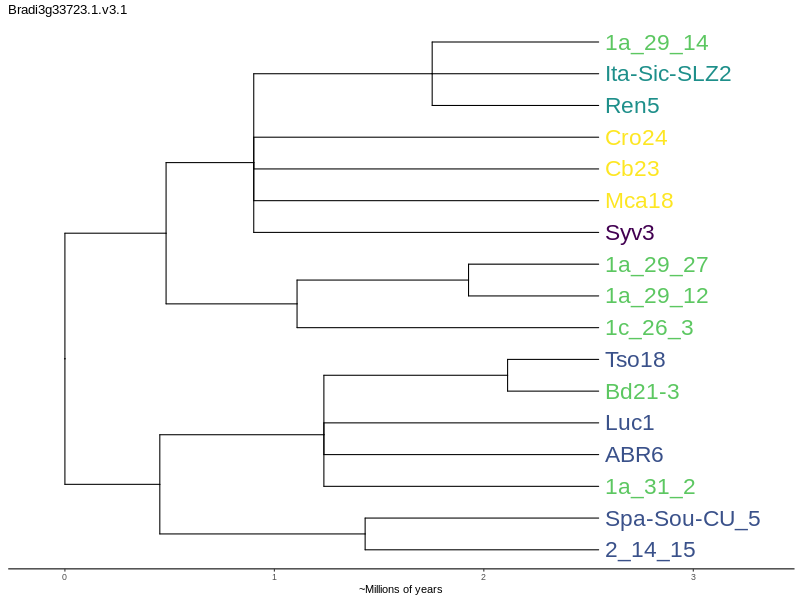 Bradi3g33723.1.v3.1
1a_29_14
Ita-Sic-SLZ2
Ren5
Cro24
Cb23
Mca18
Syv3
1a_29_27
1a_29_12
1c_26_3
Tso18
Bd21-3
Luc1
ABR6
1a_31_2
Spa-Sou-CU_5
2_14_15
0 1 2 3
~Millions of years